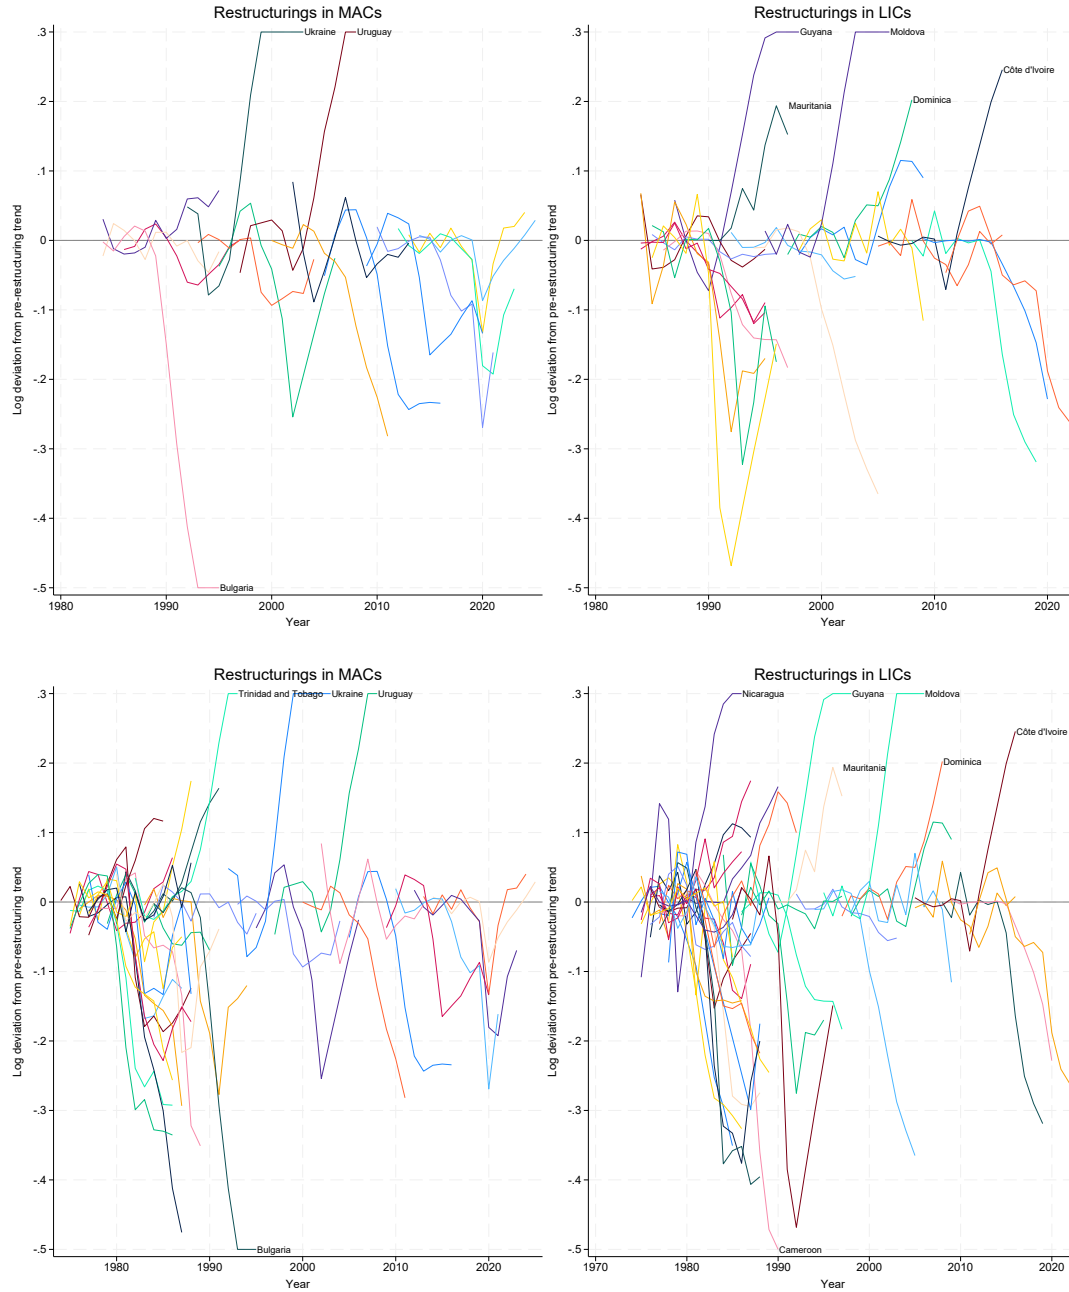 Restructurings in MACs
Log deviation from pre-restructuring trend
.3
.2
.1
0
-.1
-.2
-.3
-.4
-.5
Ukraine
Uruguay
Bulgaria
1980
1990
2000
2010
2020
Year
Restructurings in LICs
Log deviation from pre-restructuring trend
.3
.2
.1
0
-.1
-.2
-.3
-.4
-.5
Guyana
Moldova
Côte d'Ivoire
Mauritania
Dominica
1980
1990
2000
2010
2020
Year
Restructurings in MACs
Log deviation from pre-restructuring trend
.3
.2
.1
0
-.1
-.2
-.3
-.4
-.5
Trinidad and Tobago
Ukraine
Uruguay
Bulgaria
1980
1990
2000
2010
2020
Year
Restructurings in LICs
Log deviation from pre-restructuring trend
.3
.2
.1
0
-.1
-.2
-.3
-.4
-.5
Nicaragua
Guyana
Moldova
Côte d'Ivoire
Mauritania
Dominica
Cameroon
1970
1980
1990
2000
2010
2020
Year